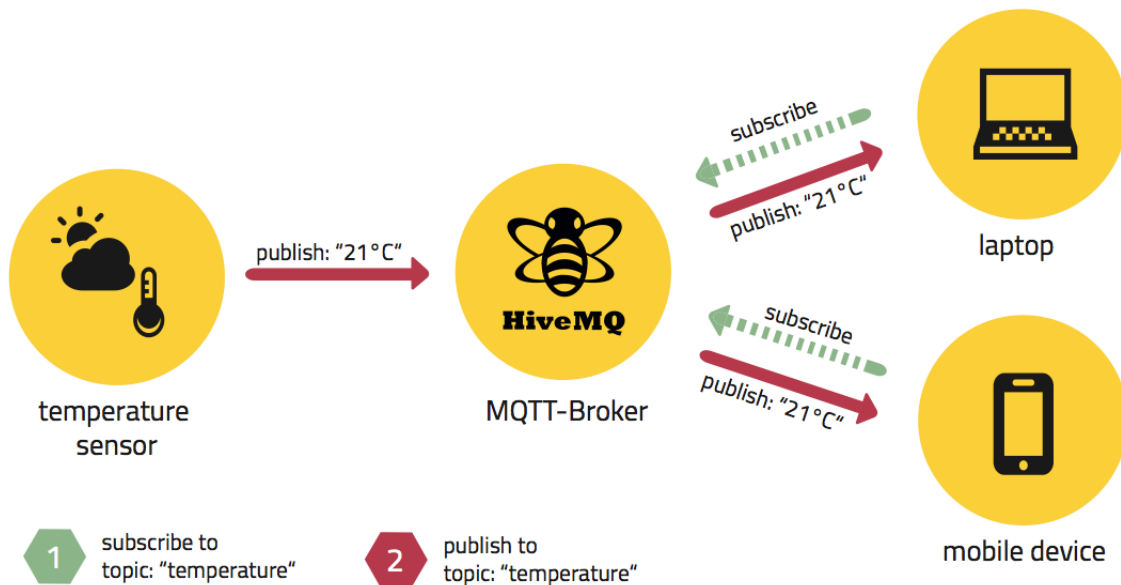 subscribe
publish: “21°C“
laptop
publish: “21°C“
HiveMQ
subscribe
publish: “21°C“
temperature
sensor
MQTT-Broker
mobile device
1
subscribe to
topic: “temperature“
2
publish to
topic: “temperature“